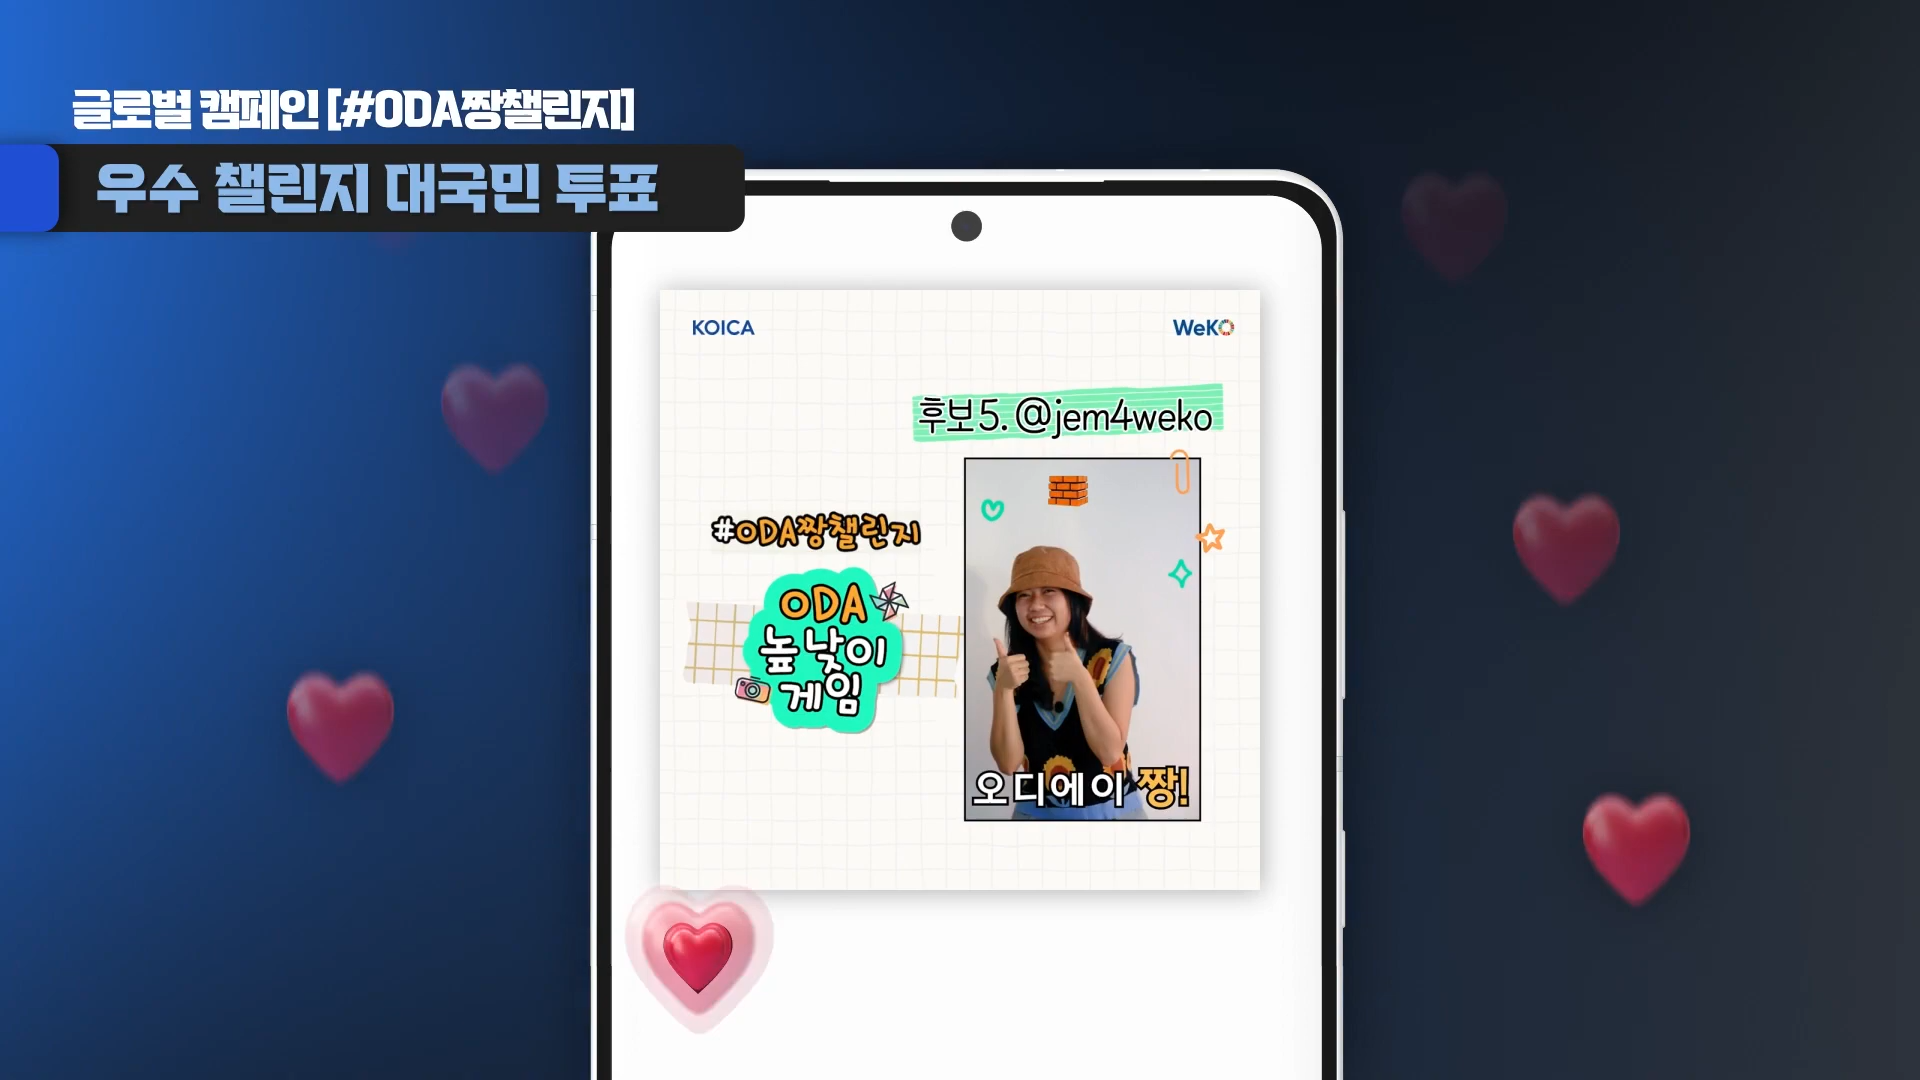 글로벌 캠페인 [#ODA짱챌린지]
우수 챌린지 대국민 투표
KOICA
WeKO
후보5. @jem4weko
#ODA짱챌린지
ODA
높낮이
게임
오디에이 짱!